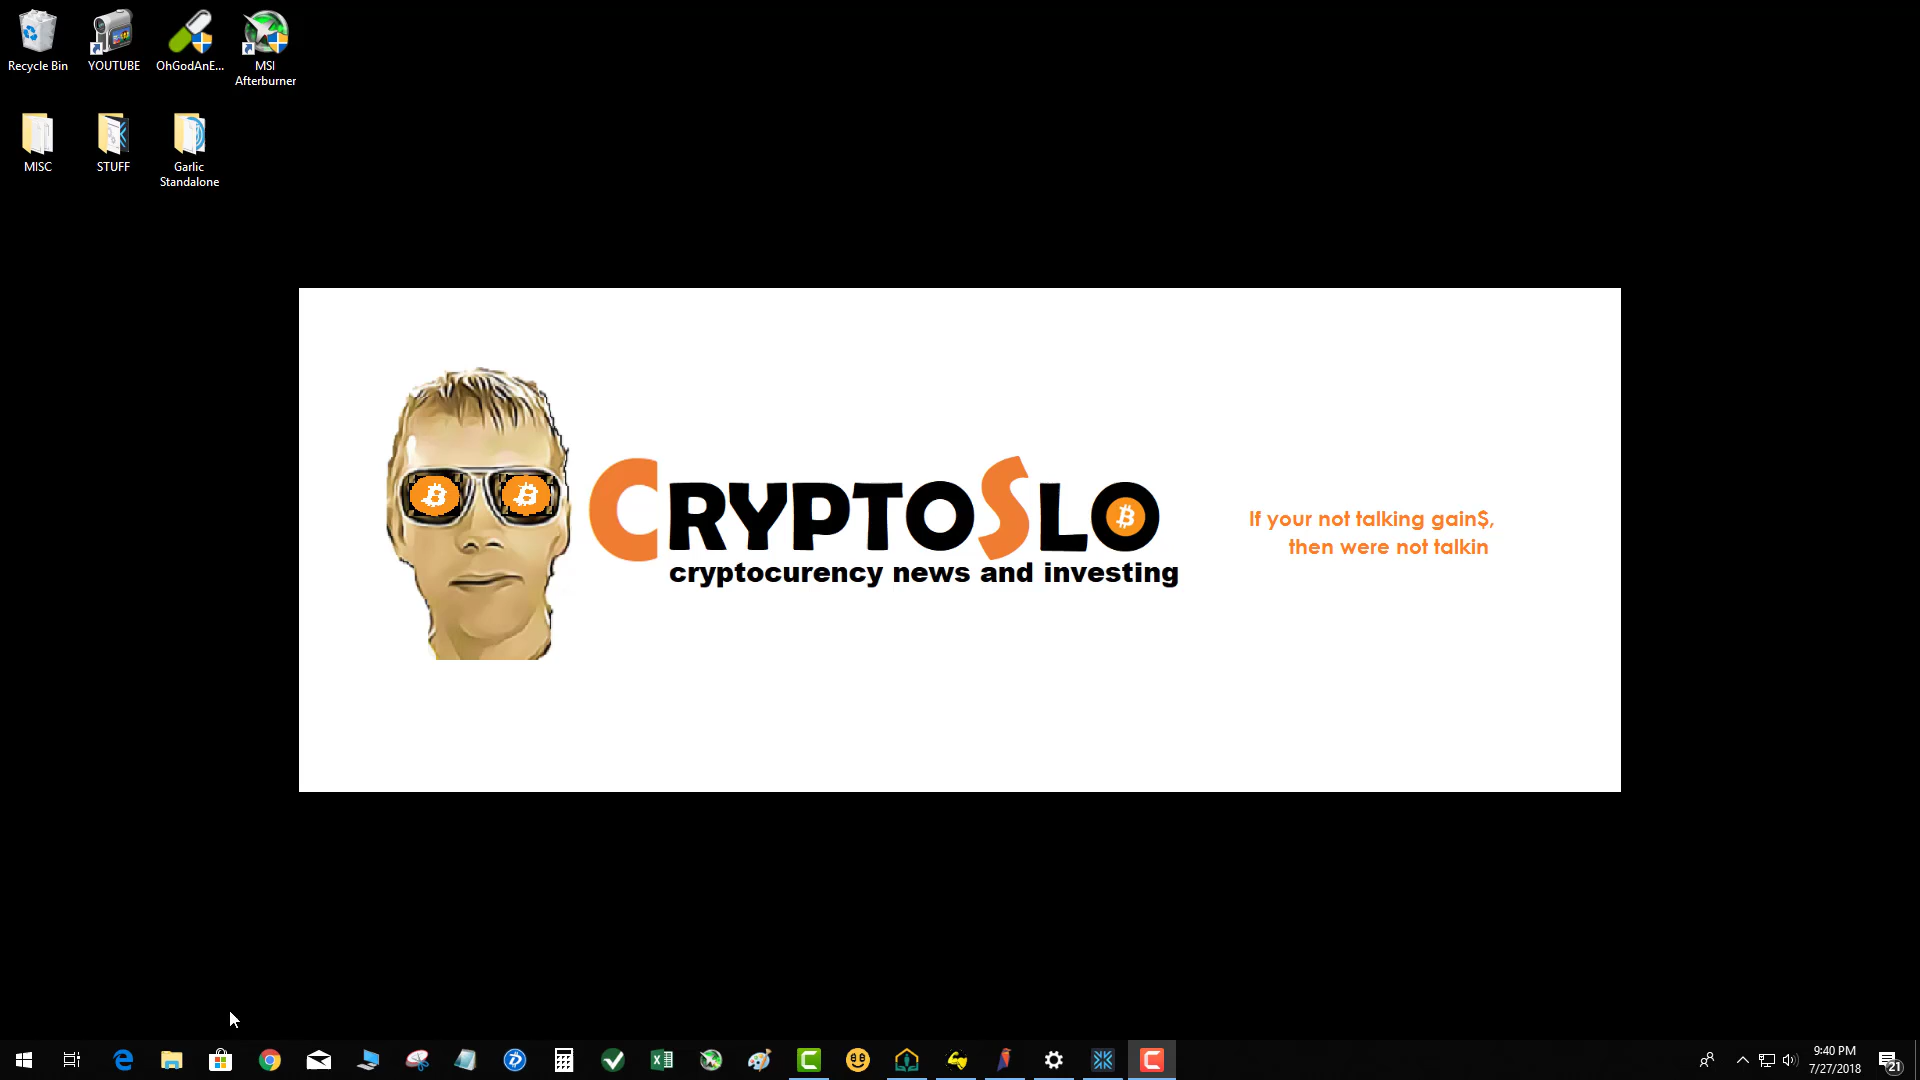 Recycle Bin
YOUTUBE
OhGodAnE...
MSI
Afterburner
MISC
STUFF
Garlic
Standalone
CRYPTOSLO
cryptocurency news and investing
If your not talking gain$,
then were not talkin
9:40 PM
7/27/2018
21